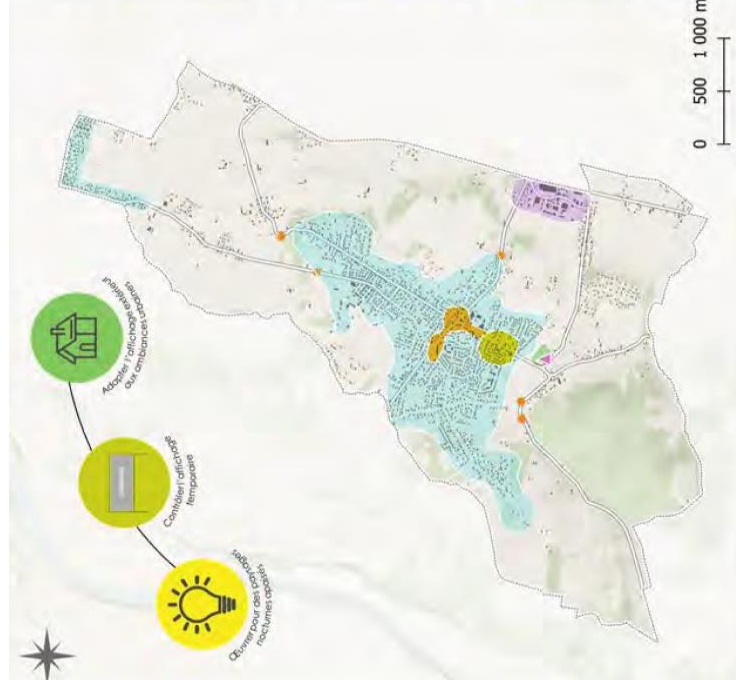 Adapter l'affichage extérieur
aux ambiances urbaines
Contrôler l'affichage
temporaire
Œuvrer pour des paysages
nocturnes apaisés
0 500 1 000 m